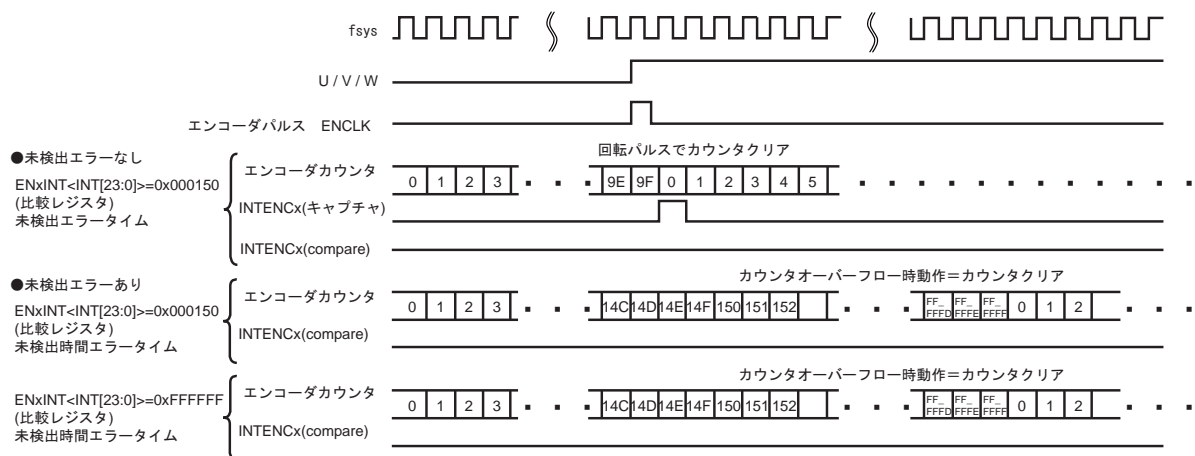 fsys
U / V / W
エンコーダパルス ENCLK
●未検出エラーなし
ENxINT<INT[23:0]>=0x000150
(比較レジスタ)
未検出エラータイム
回転パルスでカウンタクリア
エンコーダカウンタ
0 1 2 3 ・ ・ ・ 9E 9F 0 1 2 3 4 5 ・ ・ ・ ・ ・ ・ ・ ・ ・ ・ ・ ・
INTENCx(キャプチャ)
INTENCx(compare)
●未検出エラーあり
ENxINT<INT[23:0]>=0x000150
(比較レジスタ)
未検出時間エラータイム
カウンタオーバーフロー時動作＝カウンタクリア
エンコーダカウンタ
0 1 2 3 ・ ・ ・ 14C 14D 14E 14F 150 151 152 ・ ・ ・ FF_FFFD FF_FFFE FF_FFFF 0 1 2 ・ ・ ・
INTENCx(compare)
ENxINT<INT[23:0]>=0xFFFFFF
(比較レジスタ)
未検出時間エラータイム
カウンタオーバーフロー時動作＝カウンタクリア
エンコーダカウンタ
0 1 2 3 ・ ・ ・ 14C 14D 14E 14F 150 151 152 ・ ・ ・ FF_FFFD FF_FFFE FF_FFFF 0 1 2 ・ ・ ・
INTENCx(compare)